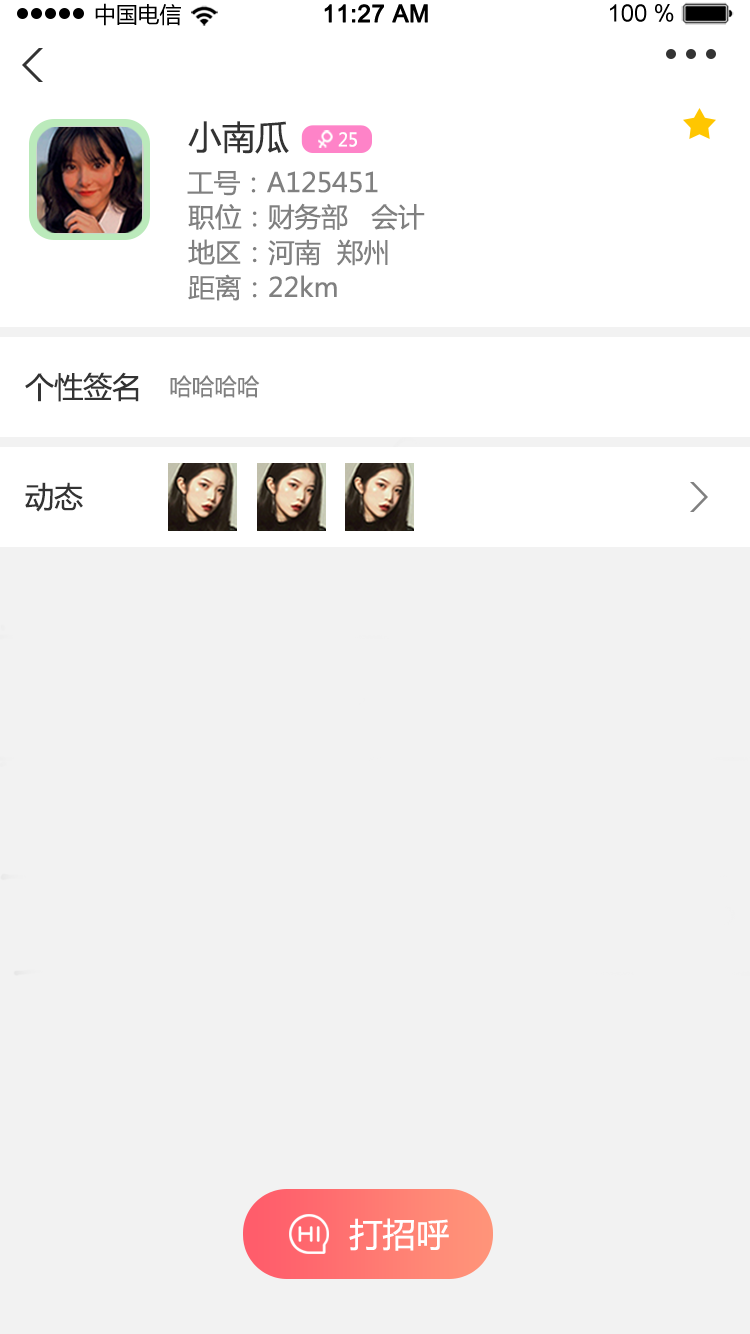 中国电信 11:27 AM 100 %
小南瓜 25
工号：A125451
职位：财务部 会计
地区：河南 郑州
距离：22km
个性签名 哈哈哈哈
动态
HI 打招呼